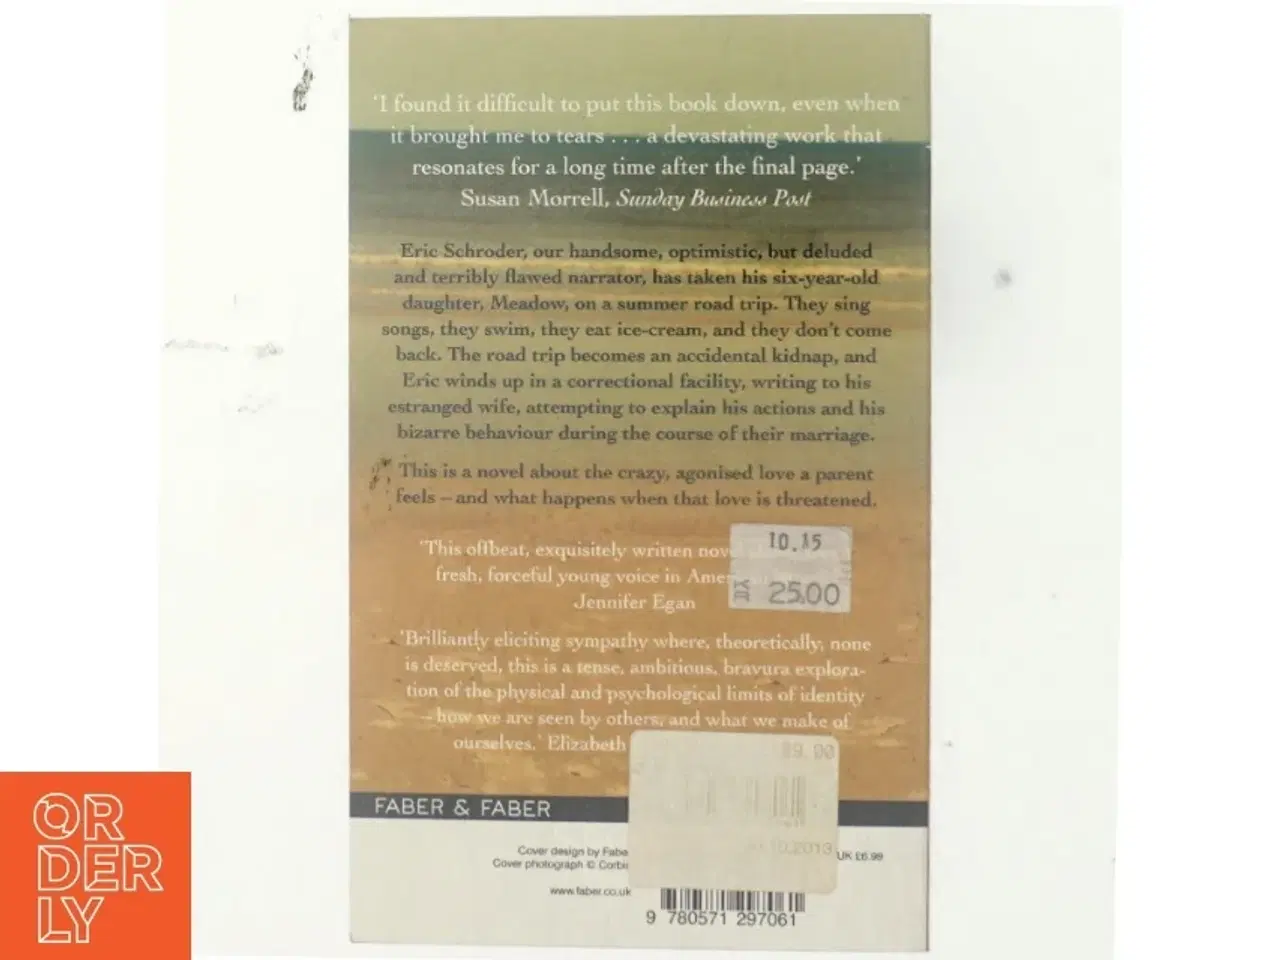 'I found it difficult to put this book down, even when
it brought me to tears . . . a devastating work that
resonates for a long time after the final page.'
Susan Morrell, Sunday Business Post
Eric Schroder, our handsome, optimistic, but deluded
and terribly flawed narrator, has taken his six-year-old
daughter, Meadow, on a summer road trip. They sing
songs, they swim, they eat ice-cream, and they don't come
back. The road trip becomes an accidental kidnap, and
Eric winds up in a correctional facility, writing to his
estranged wife, attempting to explain his actions and his
bizarre behaviour during the course of their marriage.
This is a novel about the crazy, agonised love a parent
feels – and what happens when that love is threatened.
'This offbeat, exquisitely written
fresh, forceful young voice in
Jennifer Egan
10.15
KR 25.00
'Brilliantly eliciting sympathy where, theoretically, none
is deserved, this is a tense, ambitious, bravura explora-
tion of the physical and psychological limits of identity
– how we are seen by others, and what we make of
ourselves.' Elizabeth
89.00
10.2013
FABER & FABER
Cover design by
Cover photograph ©
UK £6.99
www.faber.co.uk
9 780571 297061
ORDERLY